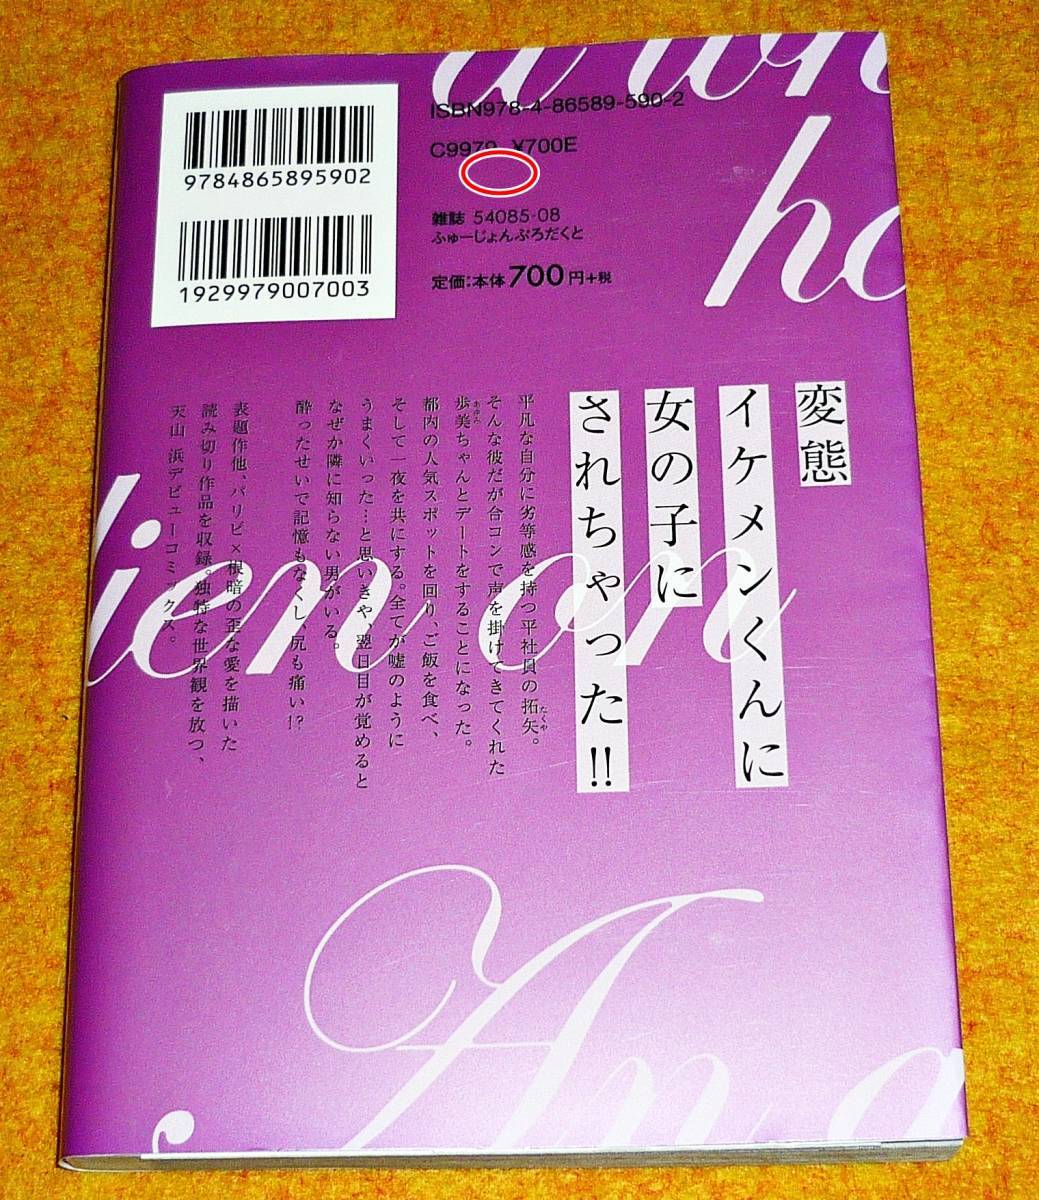 9784865895902
1929979007003
ISBN978-4-86589-590-2
C9979 ¥700E
雑誌 54085-08
ふゅーじょんぷろだくと
定価:本体700円+税
変態
イケメンくんに
女の子に
されちゃった!!
平凡な自分に劣等感を持つ平社員の拓矢。
そんな彼だが合コンで声を掛けてきてくれた
歩美ちゃんとデートをすることになった。
都内の人気スポットを回り、ご飯を食べ、
そして一夜を共にする。全てが嘘のように
うまくいった…と思いきや、翌日目が覚めると
なぜか隣に知らない男がいる。
酔ったせいで記憶もなくし、尻も痛い!?
表題作他、パリピ×根暗の歪な愛を描いた
読み切り作品を収録。独特な世界観を放つ、
天山 浜デビューコミックス。
lien on
An a